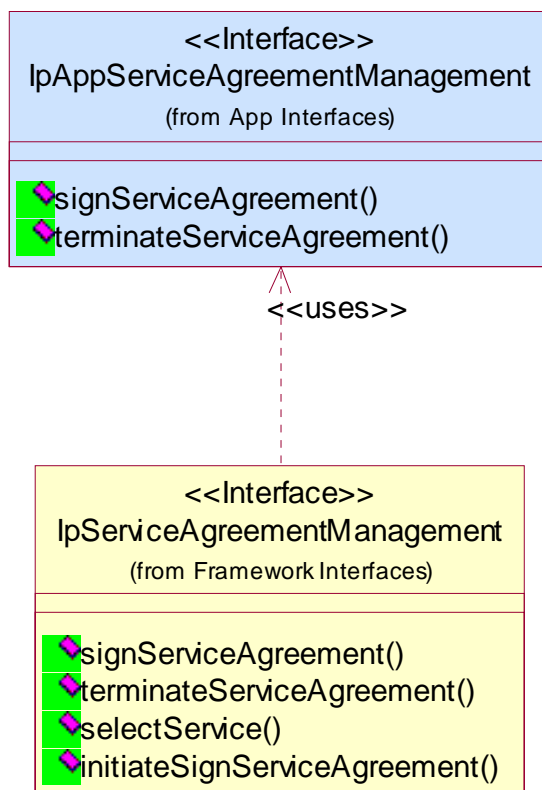 <<Interface>>
IpAppServiceAgreementManagement
(from App Interfaces)
signServiceAgreement()
terminateServiceAgreement()
<<uses>>
<<Interface>>
IpServiceAgreementManagement
(from Framework Interfaces)
signServiceAgreement()
terminateServiceAgreement()
selectService()
initiateSignServiceAgreement()